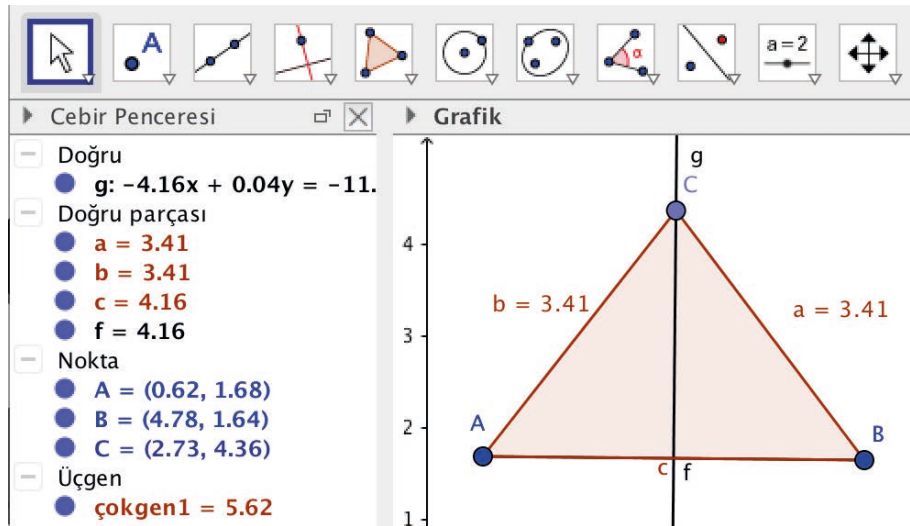 A
α
a = 2
Cebir Penceresi
Grafik
Doğru
g: -4.16x + 0.04y = -11.
Doğru parçası
a = 3.41
b = 3.41
c = 4.16
f = 4.16
Nokta
A = (0.62, 1.68)
B = (4.78, 1.64)
C = (2.73, 4.36)
Üçgen
çokgen1 = 5.62
g
C
4
b = 3.41
a = 3.41
3
2
A
B
c
f
1